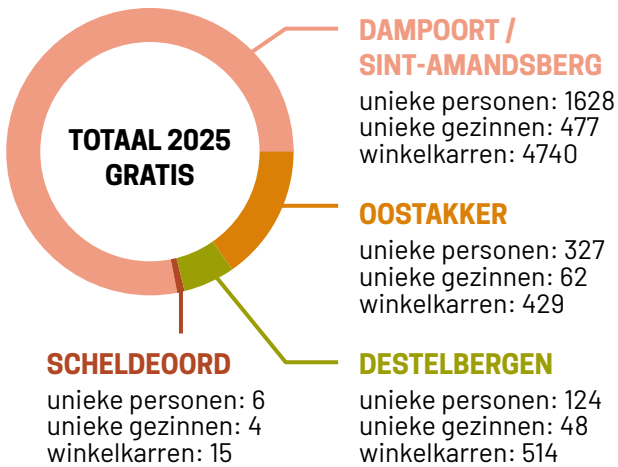 TOTAAL 2025
GRATIS
DAMPOORT /
SINT-AMANDSBERG
unieke personen: 1628
unieke gezinnen: 477
winkelkarren: 4740
OOSTAKKER
unieke personen: 327
unieke gezinnen: 62
winkelkarren: 429
SCHELDEOORD
unieke personen: 6
unieke gezinnen: 4
winkelkarren: 15
DESTELBERGEN
unieke personen: 124
unieke gezinnen: 48
winkelkarren: 514